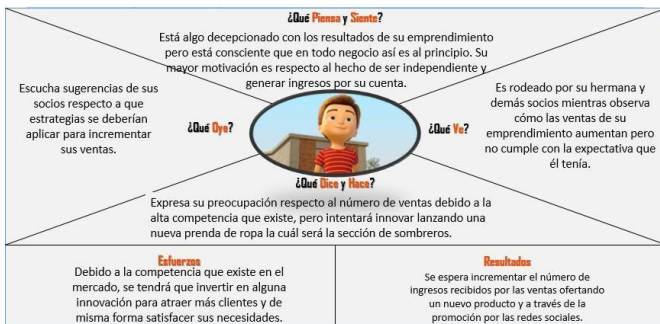 ¿Qué Piensa y Siente?
Está algo decepcionado con los resultados de su emprendimiento
pero está consciente que en todo negocio así es al principio. Su
mayor motivación es respecto al hecho de ser independiente y
generar ingresos por su cuenta.
Escucha sugerencias de sus
socios respecto a que
estrategias se deberían
aplicar para incrementar
sus ventas.
¿Qué Oye?
¿Qué Ve?
Es rodeado por su hermana y
demás socios mientras observa
cómo las ventas de su
emprendimiento aumentan pero
no cumple con la expectativa que
él tenía.
¿Qué Dice y Hace?
Expresa su preocupación respecto al número de ventas debido a la
alta competencia que existe, pero intentará innovar lanzando una
nueva prenda de ropa la cuál será la sección de sombreros.
Esfuerzos
Debido a la competencia que existe en el
mercado, se tendrá que invertir en alguna
innovación para atraer más clientes y de
misma forma satisfacer sus necesidades.
Resultados
Se espera incrementar el número de
ingresos recibidos por las ventas ofertando
un nuevo producto y a través de la
promoción por las redes sociales.